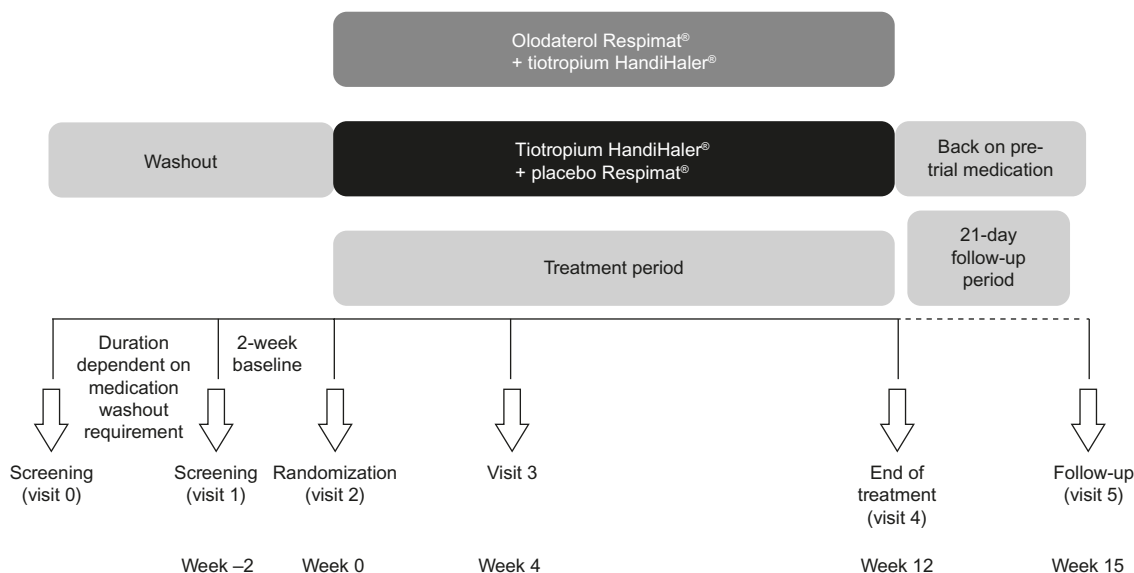 Olodaterol Respimat®
+ tiotropium HandiHaler®
Washout
Tiotropium HandiHaler®
+ placebo Respimat®
Back on pre-
trial medication
Treatment period
21-day
follow-up
period
Duration
dependent on
medication
washout
requirement
2-week
baseline
Screening
(visit 0)
Screening
(visit 1)
Randomization
(visit 2)
Visit 3
End of
treatment
(visit 4)
Follow-up
(visit 5)
Week –2
Week 0
Week 4
Week 12
Week 15